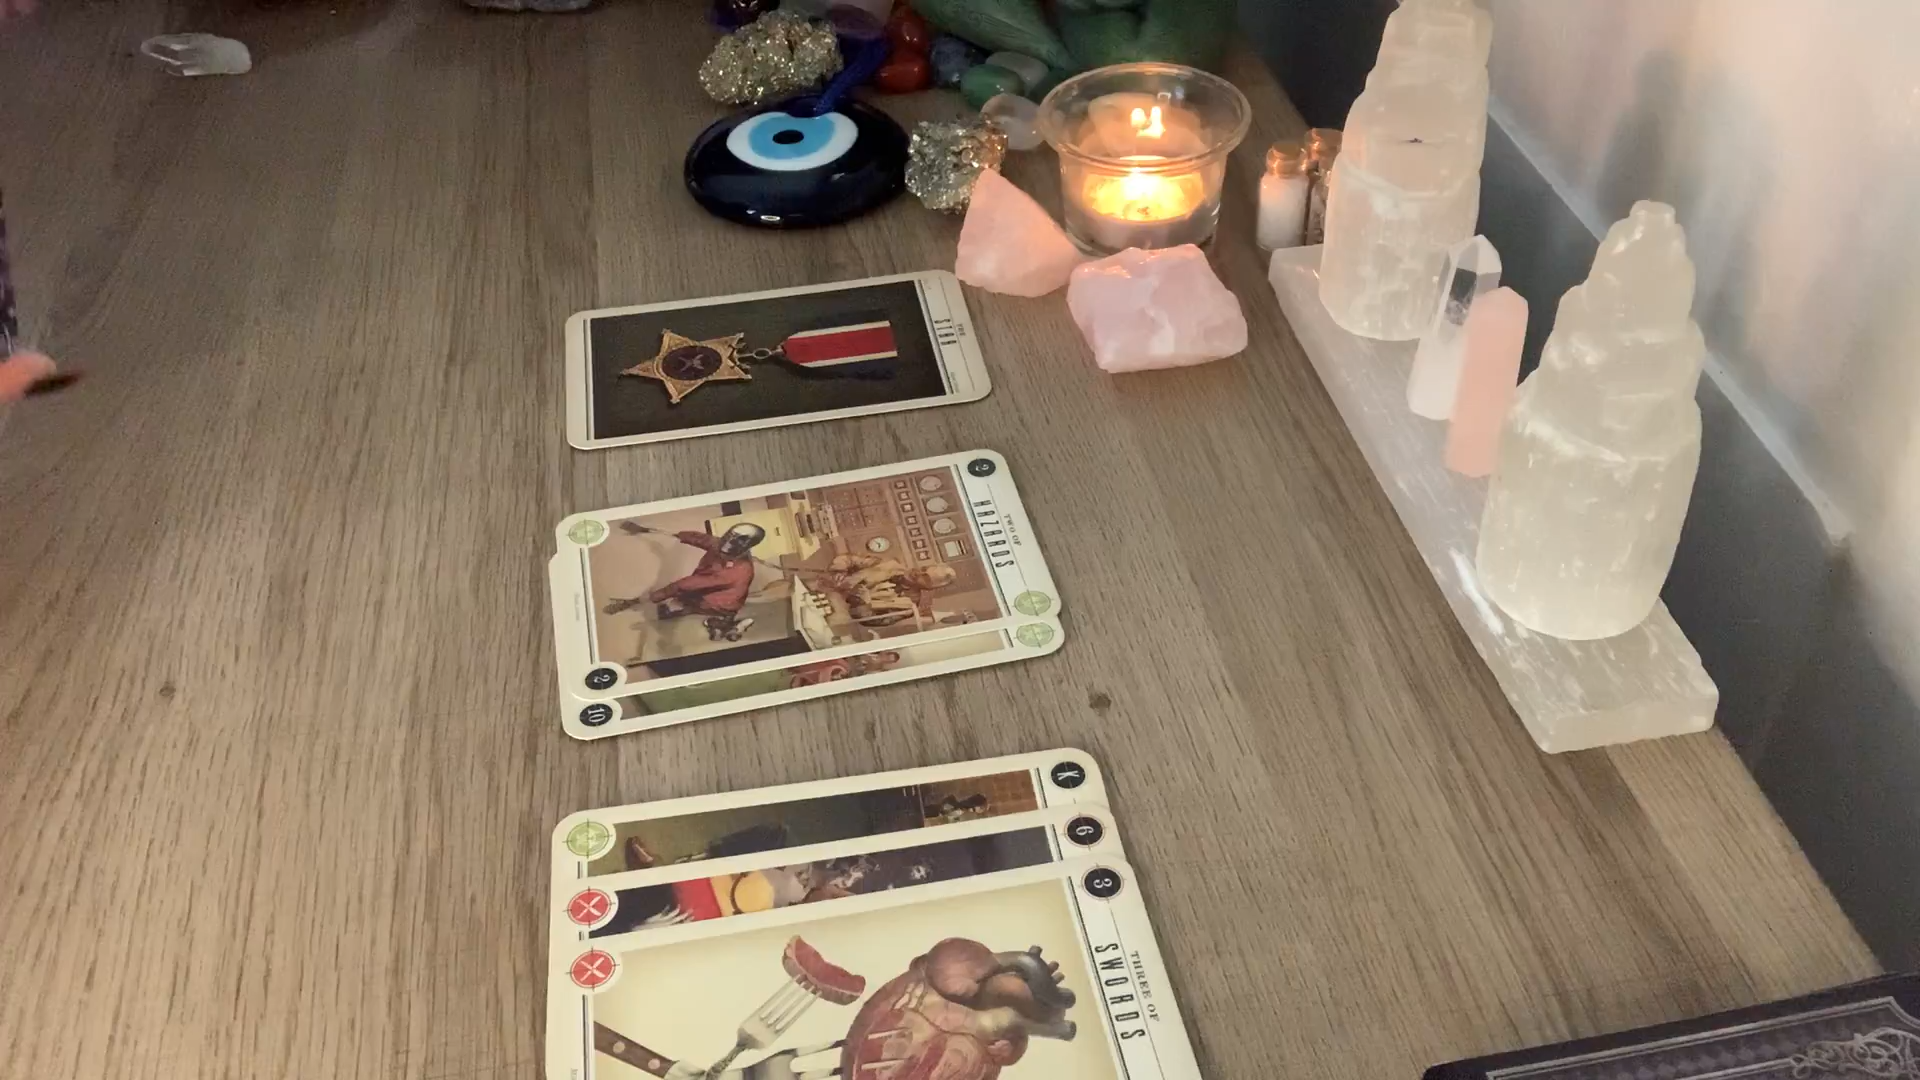 THE
STAR
2
TWO OF
HAZARDS
2
10
K
6
3
THREE OF
SWORDS